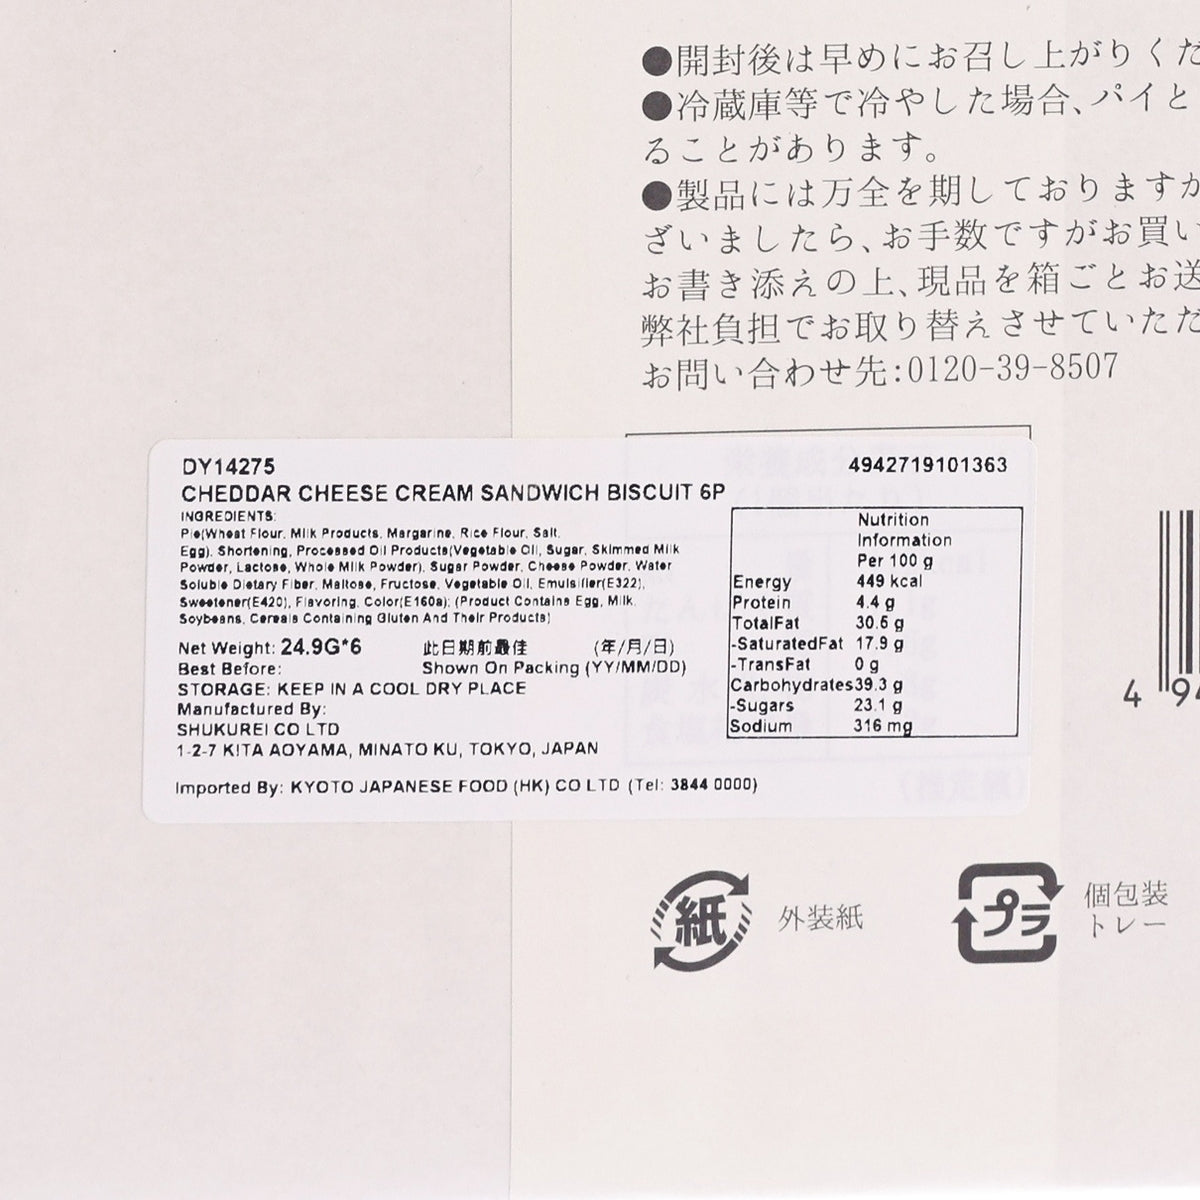 ●開封後は早めにお召し上がりくだ
●冷蔵庫等で冷やした場合、パイと
ることがあります。
●製品には万全を期しておりますが
ざいましたら、お手数ですがお買い
お書き添えの上、現品を箱ごとお送
弊社負担でお取り替えさせていただ
お問い合わせ先:0120-39-8507
DY14275 4942719101363
CHEDDAR CHEESE CREAM SANDWICH BISCUIT 6P
INGREDIENTS:
Pie(Wheat Flour, Milk Products, Margarine, Rice Flour, Salt,
Egg), Shortening, Processed Oil Products(Vegetable Oil, Sugar, Skimmed Milk
Powder, Lactose, Whole Milk Powder), Sugar Powder, Cheese Powder, Water
Soluble Dietary Fiber, Maltose, Fructose, Vegetable Oil, Emulsifier(E322),
Sweetener(E420), Flavoring, Color(E160a); (Product Contains Egg, Milk,
Soybeans, Cereals Containing Gluten And Their Products)
Net Weight: 24.9G*6 此日期前最佳 (年/月/日)
Best Before: Shown On Packing (YY/MM/DD)
STORAGE: KEEP IN A COOL DRY PLACE
Manufactured By:
SHUKUREI CO LTD
1-2-7 KITA AOYAMA, MINATO KU, TOKYO, JAPAN
Imported By: KYOTO JAPANESE FOOD (HK) CO LTD (Tel: 3844 0000)
Nutrition
Information
Per 100 g
Energy 449 kcal
Protein 4.4 g
TotalFat 30.5 g
-SaturatedFat 17.9 g
-TransFat 0 g
Carbohydrates 39.3 g
-Sugars 23.1 g
Sodium 316 mg
4 94
紙 外装紙
プラ 個包装
トレー